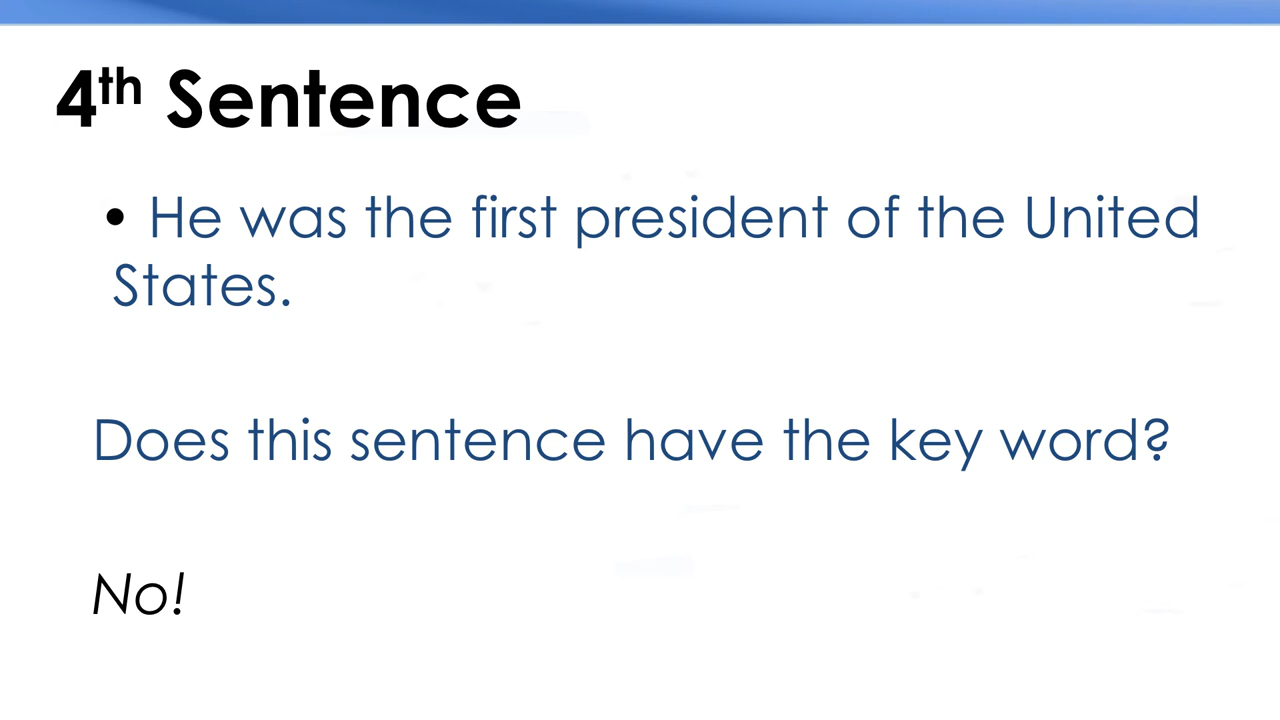 4th Sentence
• He was the first president of the United
States.
Does this sentence have the key word?
No!